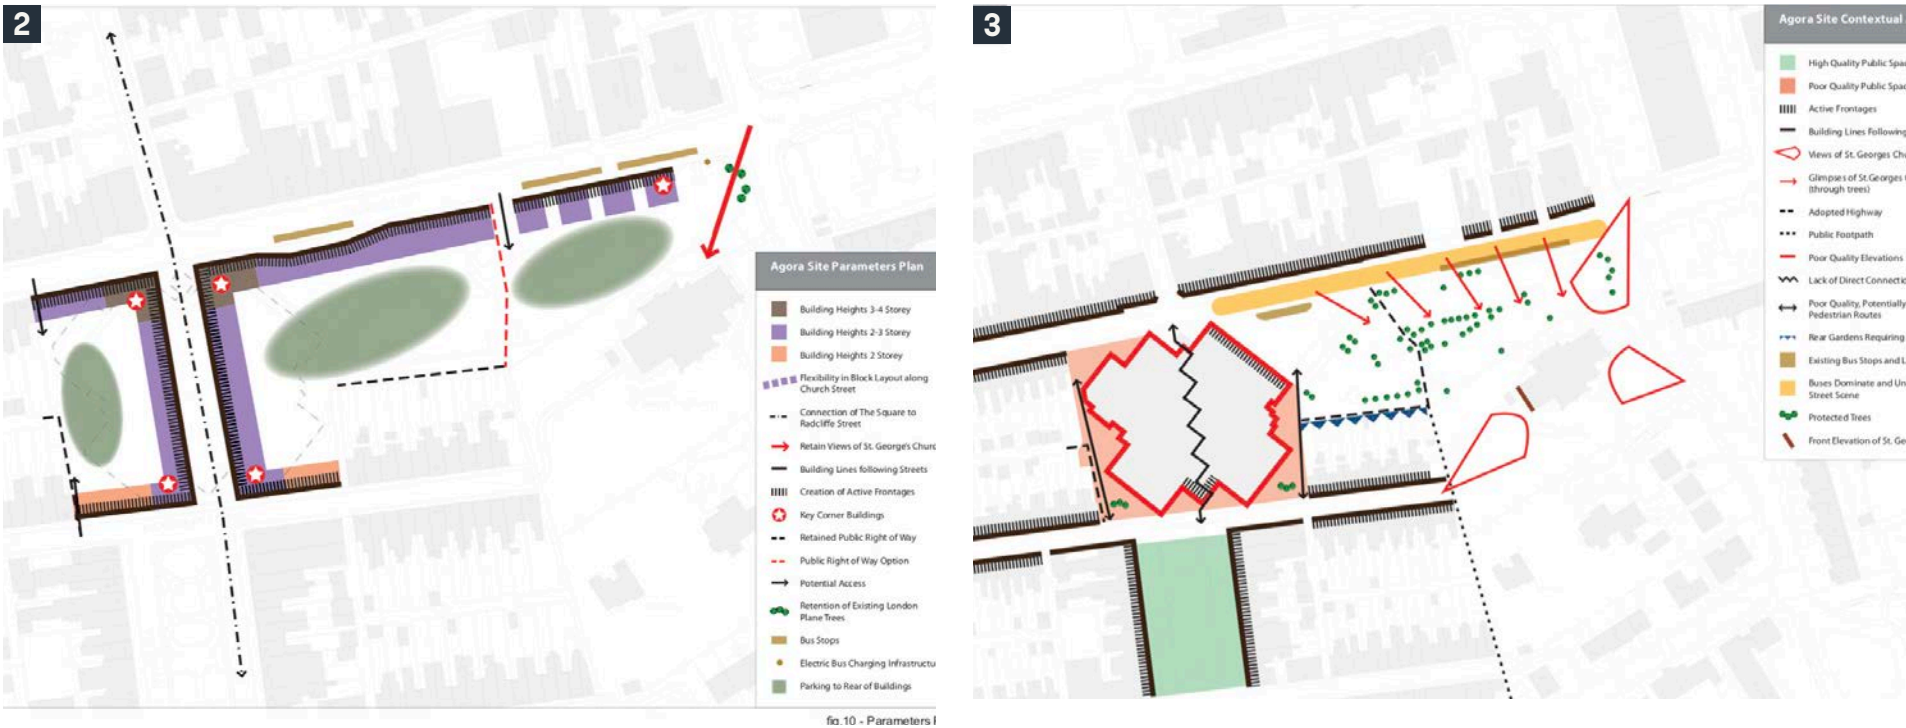 2
Agora Site Parameters Plan
Building Heights 3-4 Storey
Building Heights 2-3 Storey
Building Heights 2 Storey
Flexibility in Block Layout along
Church Street
Connection of The Square to
Radcliffe Street
Retain Views of St. George's Churc
Building Lines following Streets
Creation of Active Frontages
Key Corner Buildings
Retained Public Right of Way
Public Right of Way Option
Potential Access
Retention of Existing London
Plane Trees
Bus Stops
Electric Bus Charging Infrastructu
Parking to Rear of Buildings
fig.10 - Parameters
3
Agora Site Contextual
High Quality Public Spac
Poor Quality Public Spac
Active Frontages
Building Lines Following
Views of St. Georges Chu
Glimpses of St.Georges
(through trees)
Adopted Highway
Public Footpath
Poor Quality Elevations
Lack of Direct Connectio
Poor Quality, Potentially
Pedestrian Routes
Rear Gardens Requiring
Existing Bus Stops and L
Buses Dominate and Un
Street Scene
Protected Trees
Front Elevation of St. Ge